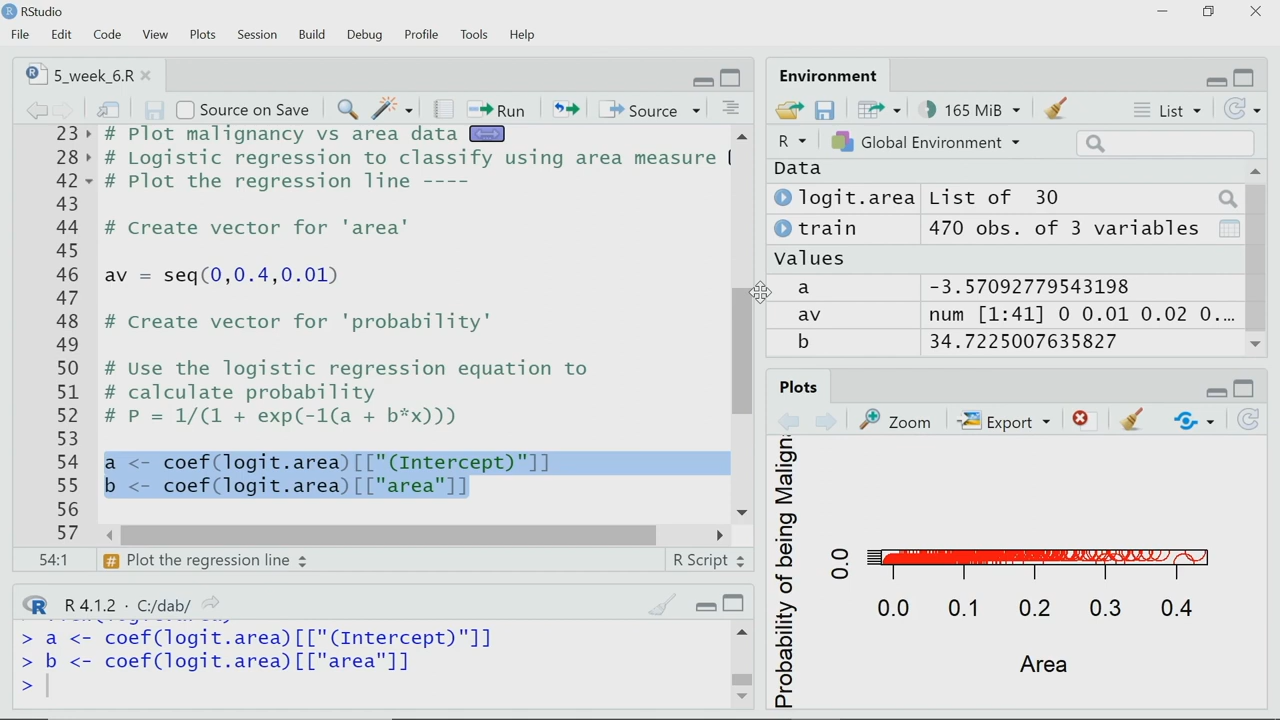 RStudio
File Edit Code View Plots Session Build Debug Profile Tools Help
5_week_6.R
Source on Save Run Source
23 # Plot malignancy vs area data
28 # Logistic regression to classify using area measure
42 # Plot the regression line ----
43
44 # Create vector for 'area'
45
46 av = seq(0,0.4,0.01)
47
48 # Create vector for 'probability'
49
50 # Use the logistic regression equation to
51 # calculate probability
52 # P = 1/(1 + exp(-1(a + b*x)))
53
54 a <- coef(logit.area)[["(Intercept)"]]
55 b <- coef(logit.area)[["area"]]
56
57
54:1 # Plot the regression line R Script
R 4.1.2 · C:/dab/
> a <- coef(logit.area)[["(Intercept)"]]
> b <- coef(logit.area)[["area"]]
>
Environment
165 MiB List
R Global Environment
Data
logit.area List of 30
train 470 obs. of 3 variables
Values
a -3.57092779543198
av num [1:41] 0 0.01 0.02 0....
b 34.7225007635827
Plots
Zoom Export
Probability of being Malign
0.0
0.0 0.1 0.2 0.3 0.4
Area